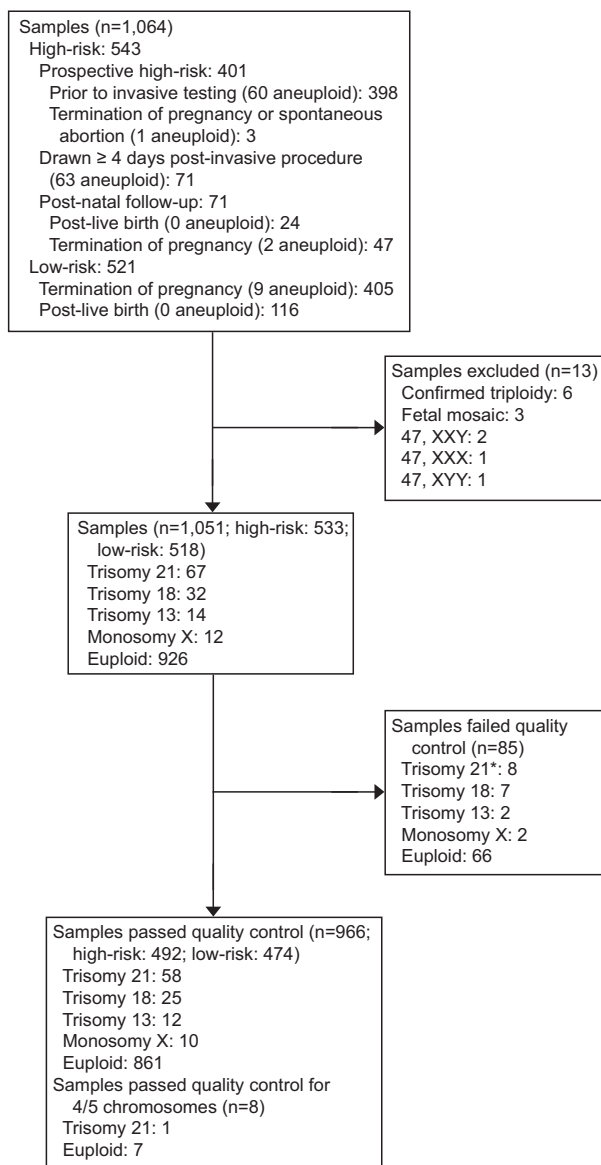 Samples (n=1,064)
High-risk: 543
Prospective high-risk: 401
Prior to invasive testing (60 aneuploid): 398
Termination of pregnancy or spontaneous
abortion (1 aneuploid): 3
Drawn ≥ 4 days post-invasive procedure
(63 aneuploid): 71
Post-natal follow-up: 71
Post-live birth (0 aneuploid): 24
Termination of pregnancy (2 aneuploid): 47
Low-risk: 521
Termination of pregnancy (9 aneuploid): 405
Post-live birth (0 aneuploid): 116
Samples excluded (n=13)
Confirmed triploidy: 6
Fetal mosaic: 3
47, XXY: 2
47, XXX: 1
47, XYY: 1
Samples (n=1,051; high-risk: 533;
low-risk: 518)
Trisomy 21: 67
Trisomy 18: 32
Trisomy 13: 14
Monosomy X: 12
Euploid: 926
Samples failed quality
control (n=85)
Trisomy 21*: 8
Trisomy 18: 7
Trisomy 13: 2
Monosomy X: 2
Euploid: 66
Samples passed quality control (n=966;
high-risk: 492; low-risk: 474)
Trisomy 21: 58
Trisomy 18: 25
Trisomy 13: 12
Monosomy X: 10
Euploid: 861
Samples passed quality control for
4/5 chromosomes (n=8)
Trisomy 21: 1
Euploid: 7